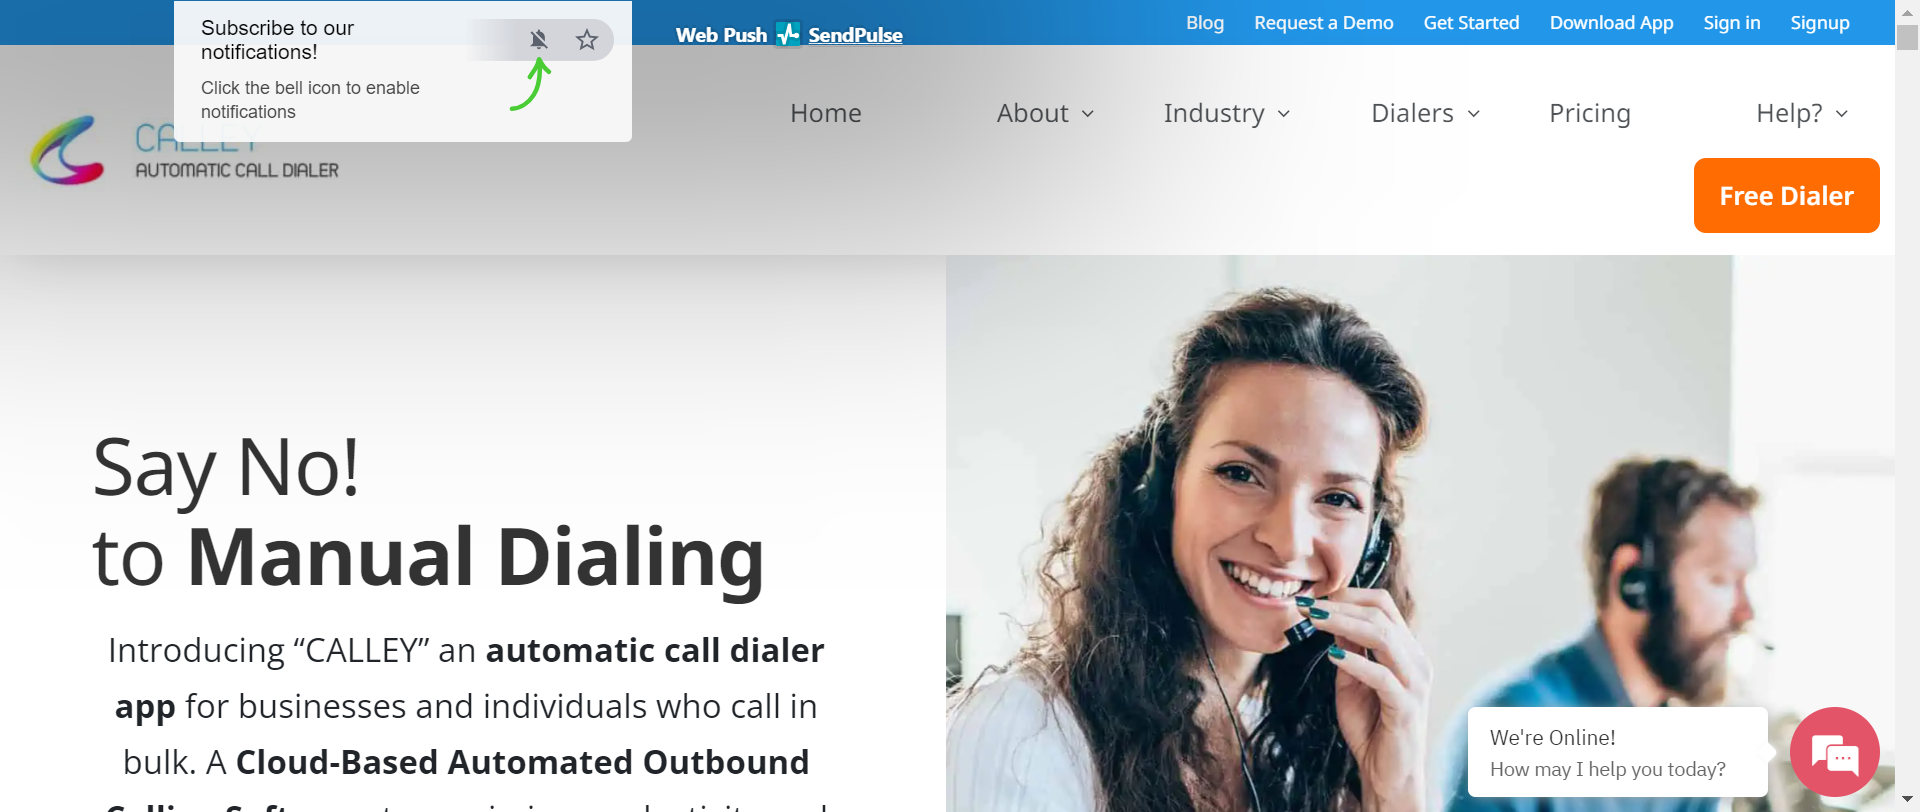 Subscribe to our
notifications!
Click the bell icon to enable
notifications
Web Push SendPulse
Blog Request a Demo Get Started Download App Sign in Signup
CALLEY
AUTOMATIC CALL DIALER
Home About Industry Dialers Pricing Help?
Free Dialer
Say No!
to Manual Dialing
Introducing “CALLEY” an automatic call dialer
app for businesses and individuals who call in
bulk. A Cloud-Based Automated Outbound
We're Online!
How may I help you today?